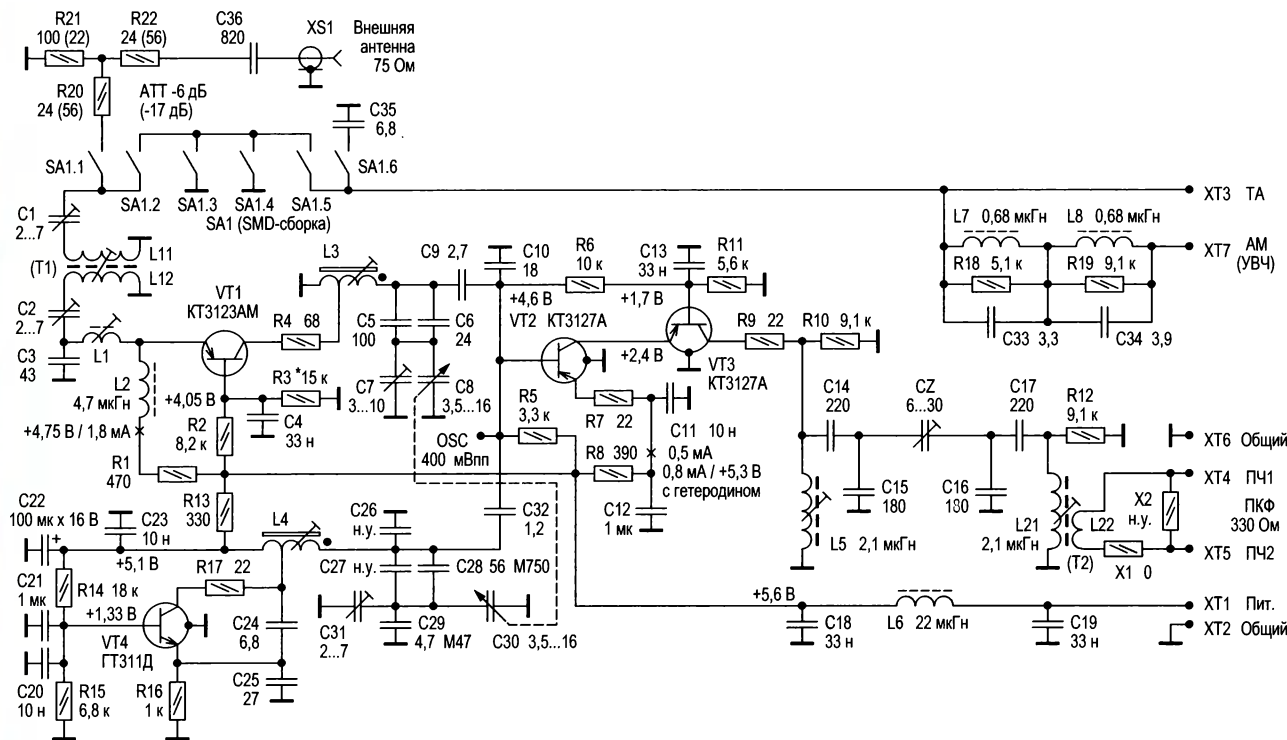 R21
100 (22)
R22
24 (56)
C36
820
XS1
Внешняя
антенна
75 Ом
R20
24 (56)
АТТ -6 дБ
(-17 дБ)
C35
6,8
SA1.1
SA1.6
SA1.2
SA1.3
SA1.4
SA1.5
SA1 (SMD-сборка)
XT3 ТА
C1
2...7
L11
(T1)
L12
L3
C9 2,7
C10
18
R6
10 к
C13
33 н
R11
5,6 к
L7 0,68 мкГн
L8 0,68 мкГн
XT7 АМ
(УВЧ)
R18 5,1 к
R19 9,1 к
C33 3,3
C34 3,9
C2
2...7
VT1
КТ3123АМ
R4 68
C5
100
C6
24
+4,6 В
+1,7 В
VT2 КТ3127А
R9 22
R10 9,1 к
C3
43
L1
+2,4 В
VT3
КТ3127А
L2
4,7 мкГн
+4,05 В
R3 *15 к
C7
3...10
C8
3,5...16
C4
33 н
R5
3,3 к
R7 22
C11 10 н
C14
220
CZ
6...30
C17
220
R12
9,1 к
+4,75 В / 1,8 мА
R2
8,2 к
OSC
400 мВпп
R8 390
0,5 мА
0,8 мА / +5,3 В
с гетеродином
XT6 Общий
R1
470
C15
180
C16
180
XT4 ПЧ1
X2
н.у.
ПКФ
330 Ом
C22
100 мк x 16 В
C23
10 н
R13
330
L4
C26
н.у.
C32
1,2
C12
1 мк
L5 2,1 мкГн
L21
2,1 мкГн
L22
(T2)
XT5 ПЧ2
X1 0
+5,1 В
C21
1 мк
R14 18 к
R17 22
C27 н.у.
C28 56 М750
+5,6 В
XT1 Пит.
+1,33 В
L6 22 мкГн
XT2 Общий
VT4
ГТ311Д
C24
6,8
C31
2...7
C29
4,7 М47
C30 3,5...16
C18
33 н
C19
33 н
C20
10 н
R15
6,8 к
R16
1 к
C25
27